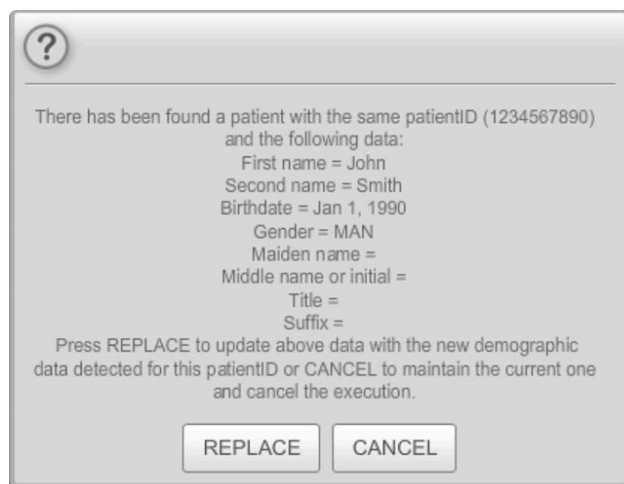 ?
There has been found a patient with the same patientID (1234567890)
and the following data:
First name = John
Second name = Smith
Birthdate = Jan 1, 1990
Gender = MAN
Maiden name =
Middle name or initial =
Title =
Suffix =
Press REPLACE to update above data with the new demographic
data detected for this patientID or CANCEL to maintain the current one
and cancel the execution.
REPLACE CANCEL